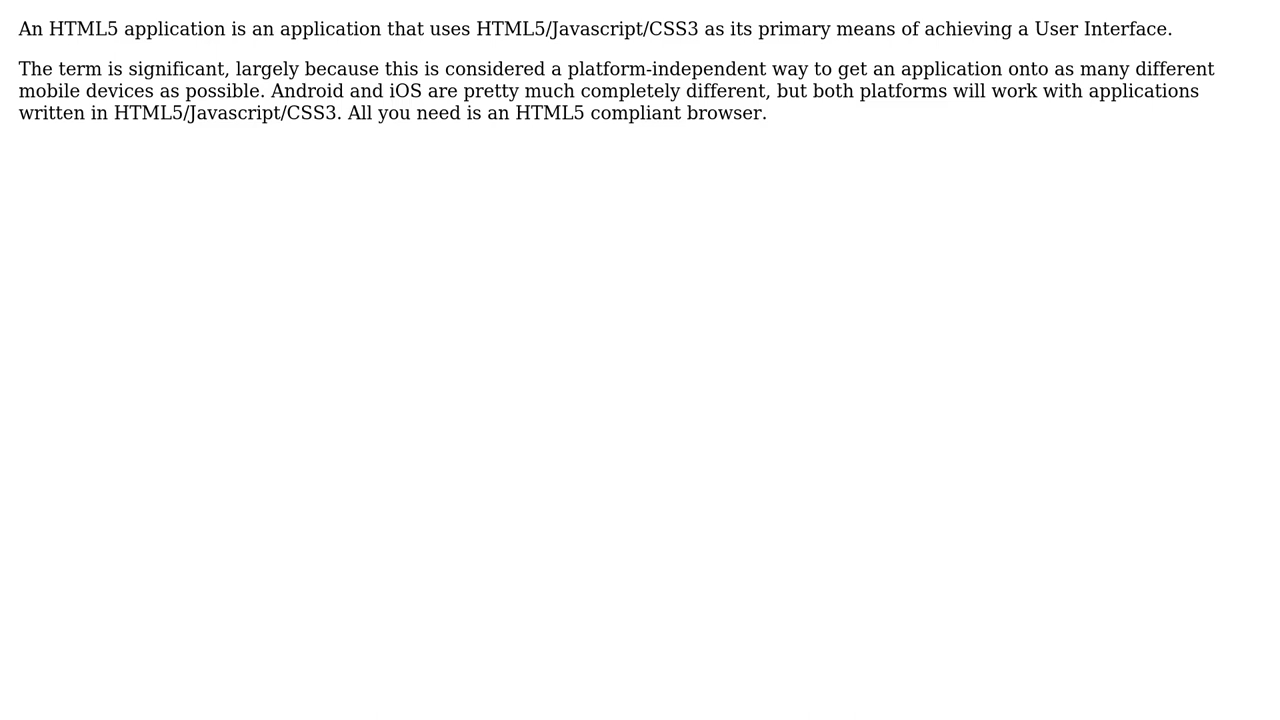 An HTML5 application is an application that uses HTML5/Javascript/CSS3 as its primary means of achieving a User Interface.
The term is significant, largely because this is considered a platform-independent way to get an application onto as many different
mobile devices as possible. Android and iOS are pretty much completely different, but both platforms will work with applications
written in HTML5/Javascript/CSS3. All you need is an HTML5 compliant browser.